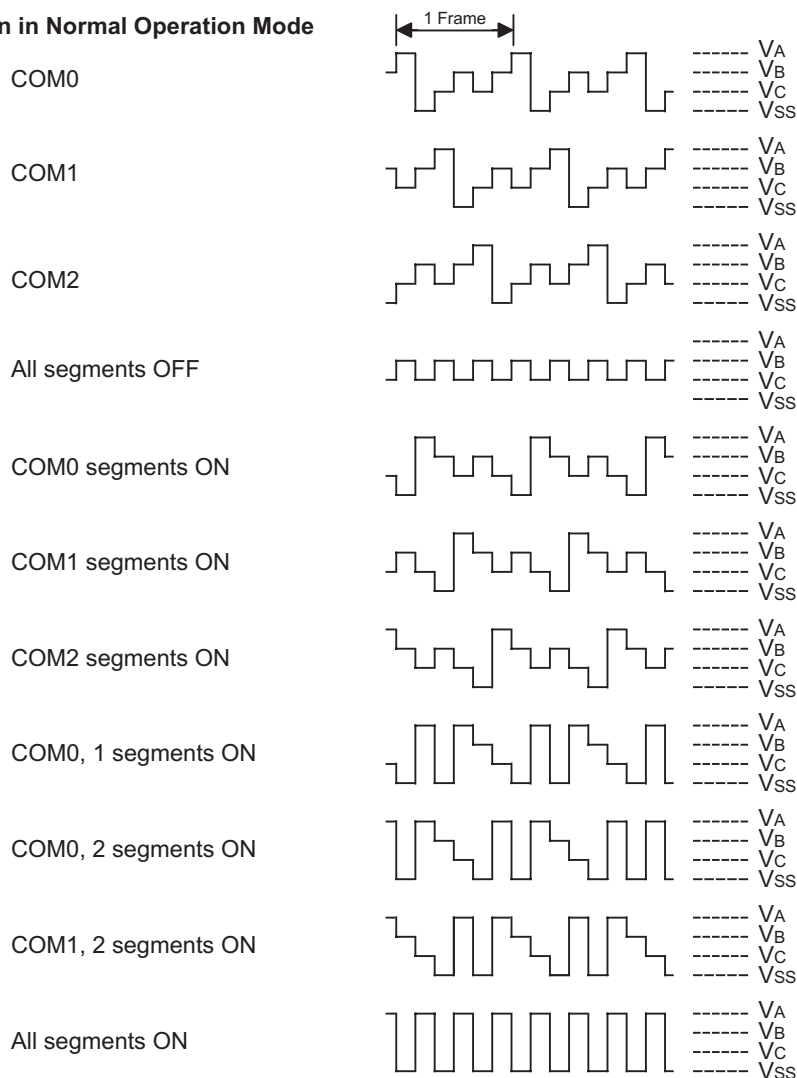 n in Normal Operation Mode
1 Frame
COM0
VA
VB
VC
VSS
COM1
VA
VB
VC
VSS
COM2
VA
VB
VC
VSS
All segments OFF
VA
VB
VC
VSS
COM0 segments ON
VA
VB
VC
VSS
COM1 segments ON
VA
VB
VC
VSS
COM2 segments ON
VA
VB
VC
VSS
COM0, 1 segments ON
VA
VB
VC
VSS
COM0, 2 segments ON
VA
VB
VC
VSS
COM1, 2 segments ON
VA
VB
VC
VSS
All segments ON
VA
VB
VC
VSS